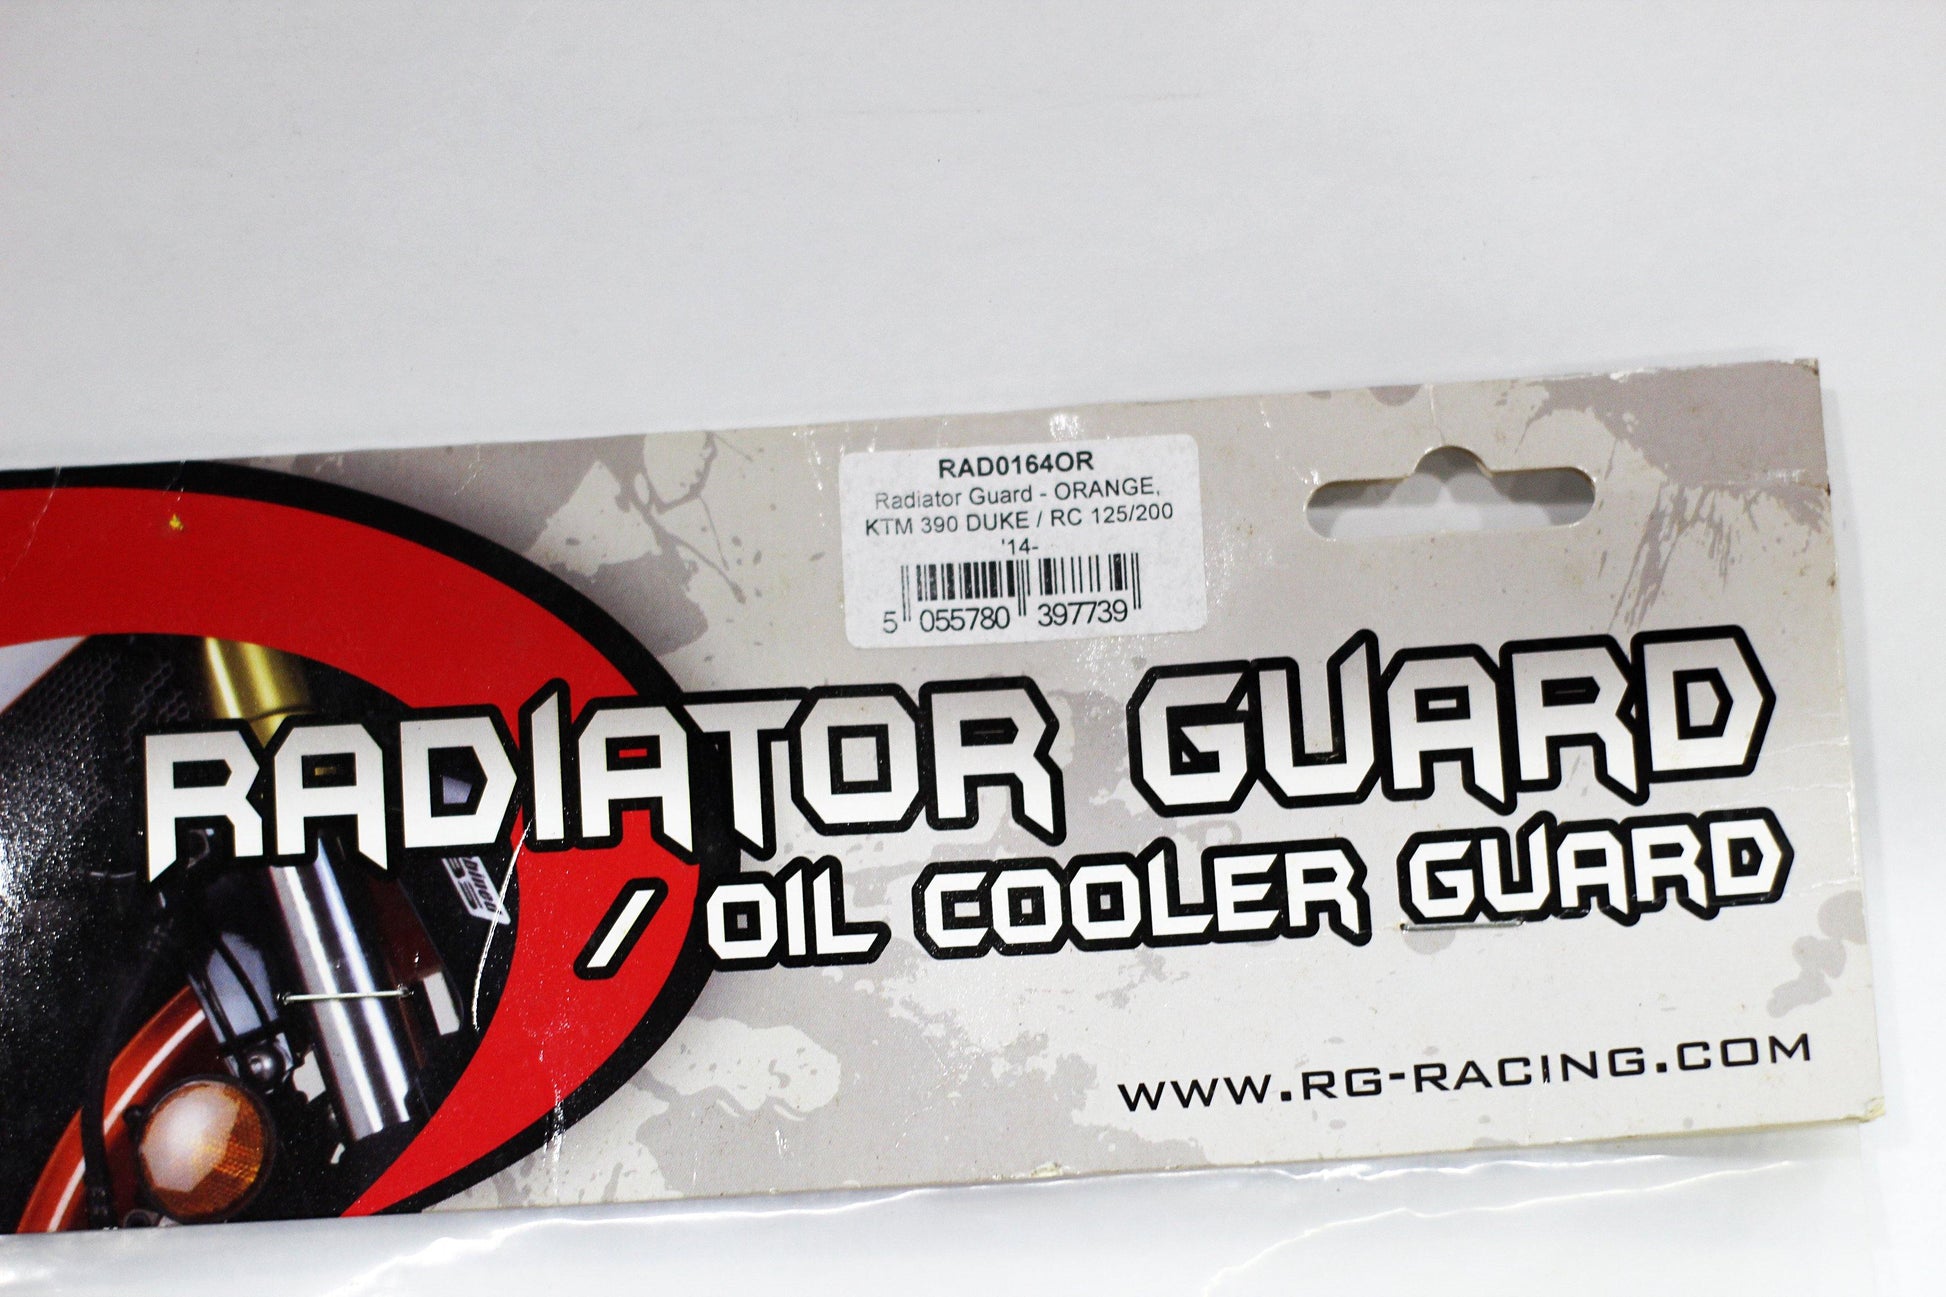 RAD0164OR
Radiator Guard - ORANGE,
KTM 390 DUKE / RC 125/200
'14-
5 055780 397739
RADIATOR GUARD
/ OIL COOLER GUARD
WWW.RG-RACING.COM